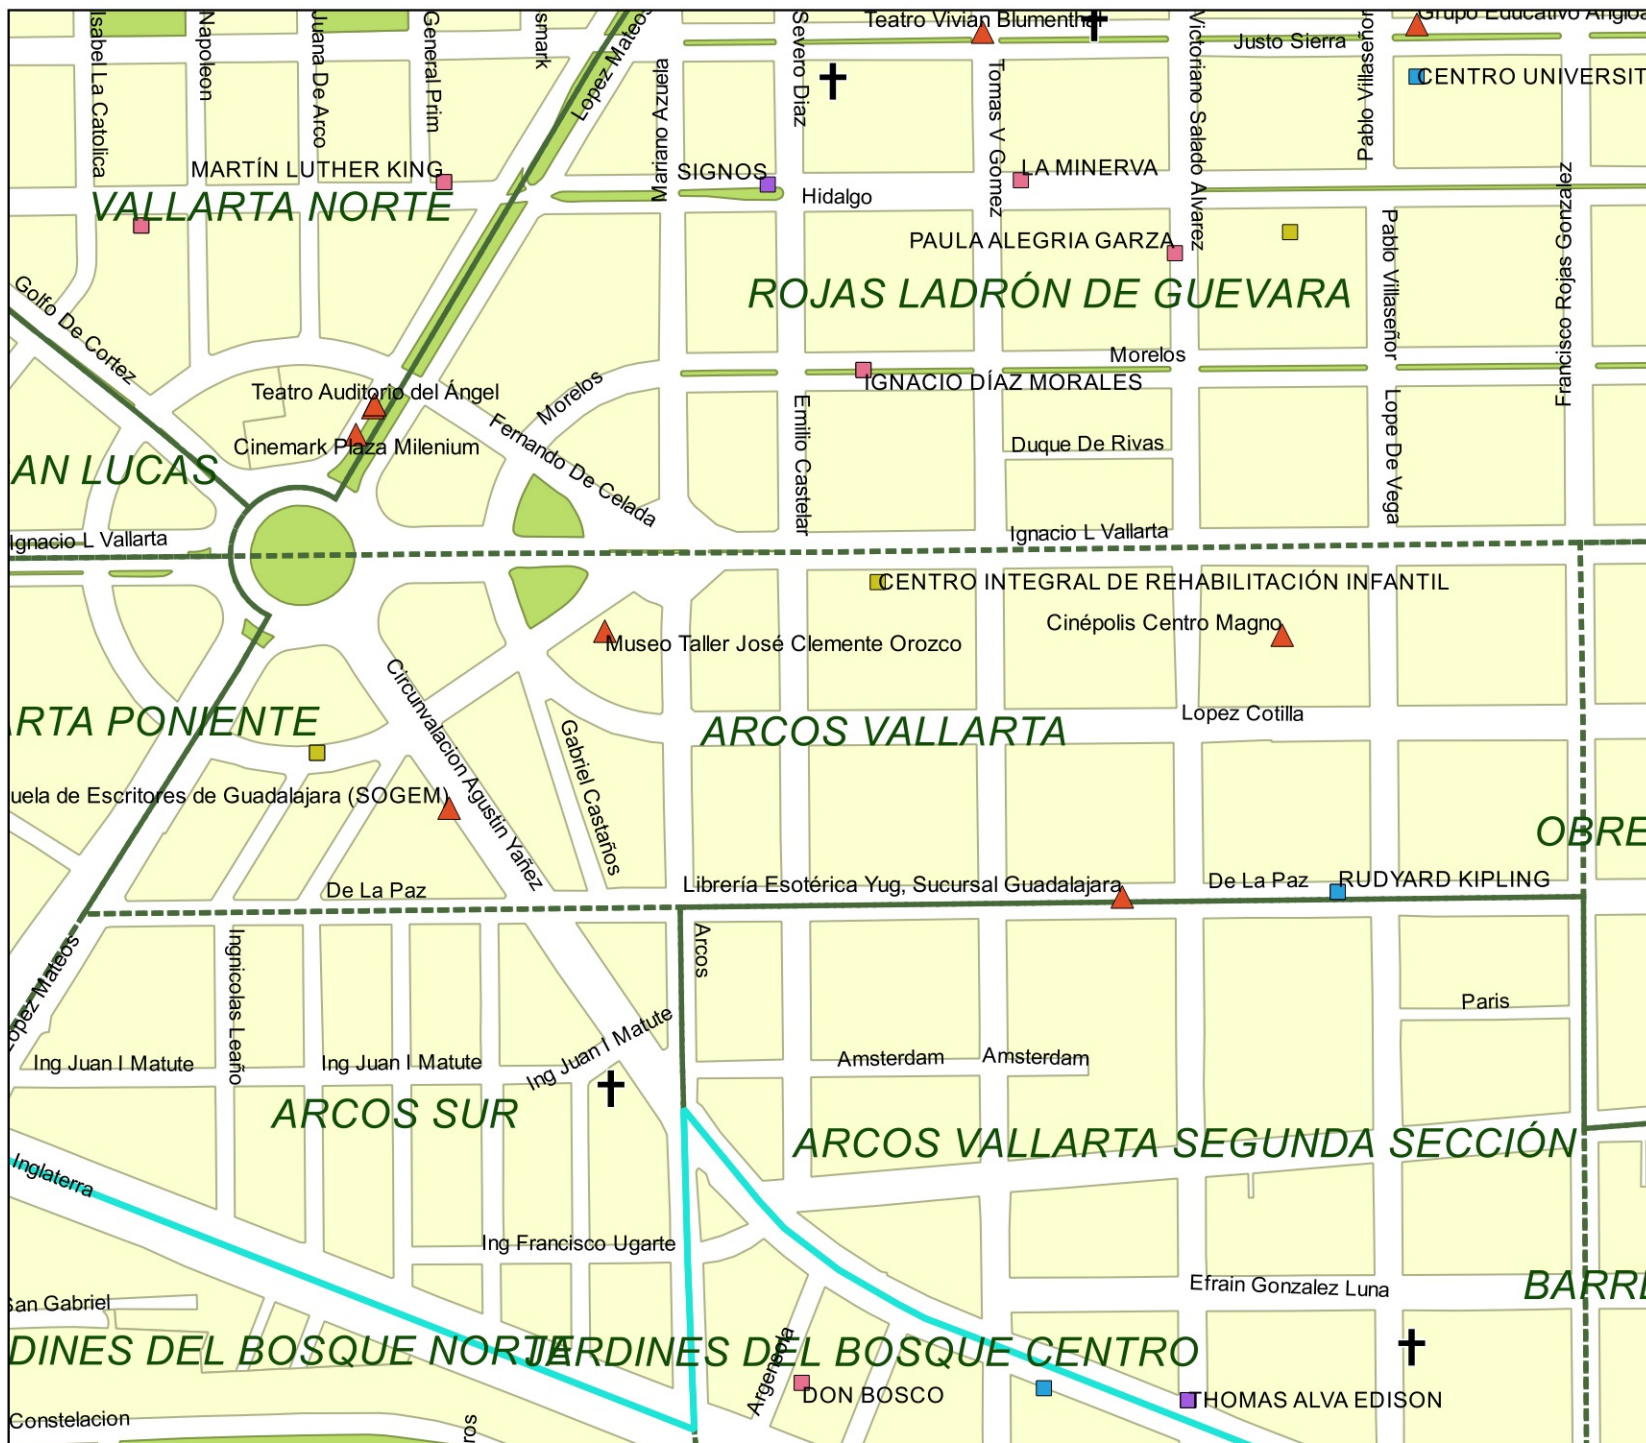 Teatro Vivian Blumenthal
Grupo Educativo Angloa
Justo Sierra
CENTRO UNIVERSIT
Isabel La Catolica
Napoleon
Juana De Arco
General Prim
smark
Lopez Mateos
Mariano Azuela
Severo Diaz
Tomas V Gomez
Victoriano Salado Alvarez
Pablo Villaseñor
MARTÍN LUTHER KING
VALLARTA NORTE
SIGNOS
Hidalgo
LA MINERVA
PAULA ALEGRIA GARZA
ROJAS LADRÓN DE GUEVARA
Pablo Villaseñor
Francisco Rojas Gonzalez
Golfo De Cortez
Morelos
IGNACIO DÍAZ MORALES
Teatro Auditorio del Ángel
Morelos
Fernando De Celada
Cinemark Plaza Milenium
Emilio Castelar
Duque De Rivas
Lope De Vega
AN LUCAS
Ignacio L Vallarta
Ignacio L Vallarta
CENTRO INTEGRAL DE REHABILITACIÓN INFANTIL
Cinépolis Centro Magno
Museo Taller José Clemente Orozco
Circunvalacion Agustin Yañez
Gabriel Castaños
RTA PONIENTE
ARCOS VALLARTA
Lopez Cotilla
uela de Escritores de Guadalajara (SOGEM)
OBRE
De La Paz
Librería Esotérica Yug, Sucursal Guadalajara
De La Paz
RUDYARD KIPLING
Lopez Mateos
Ingnicolas Leaño
Arcos
Paris
Ing Juan I Matute
Ing Juan I Matute
Ing Juan I Matute
Amsterdam
Amsterdam
ARCOS SUR
ARCOS VALLARTA SEGUNDA SECCIÓN
Inglaterra
Ing Francisco Ugarte
Efrain Gonzalez Luna
BARRE
San Gabriel
DINES DEL BOSQUE NORTE
JARDINES DEL BOSQUE CENTRO
Argensola
DON BOSCO
THOMAS ALVA EDISON
Constelacion
ros